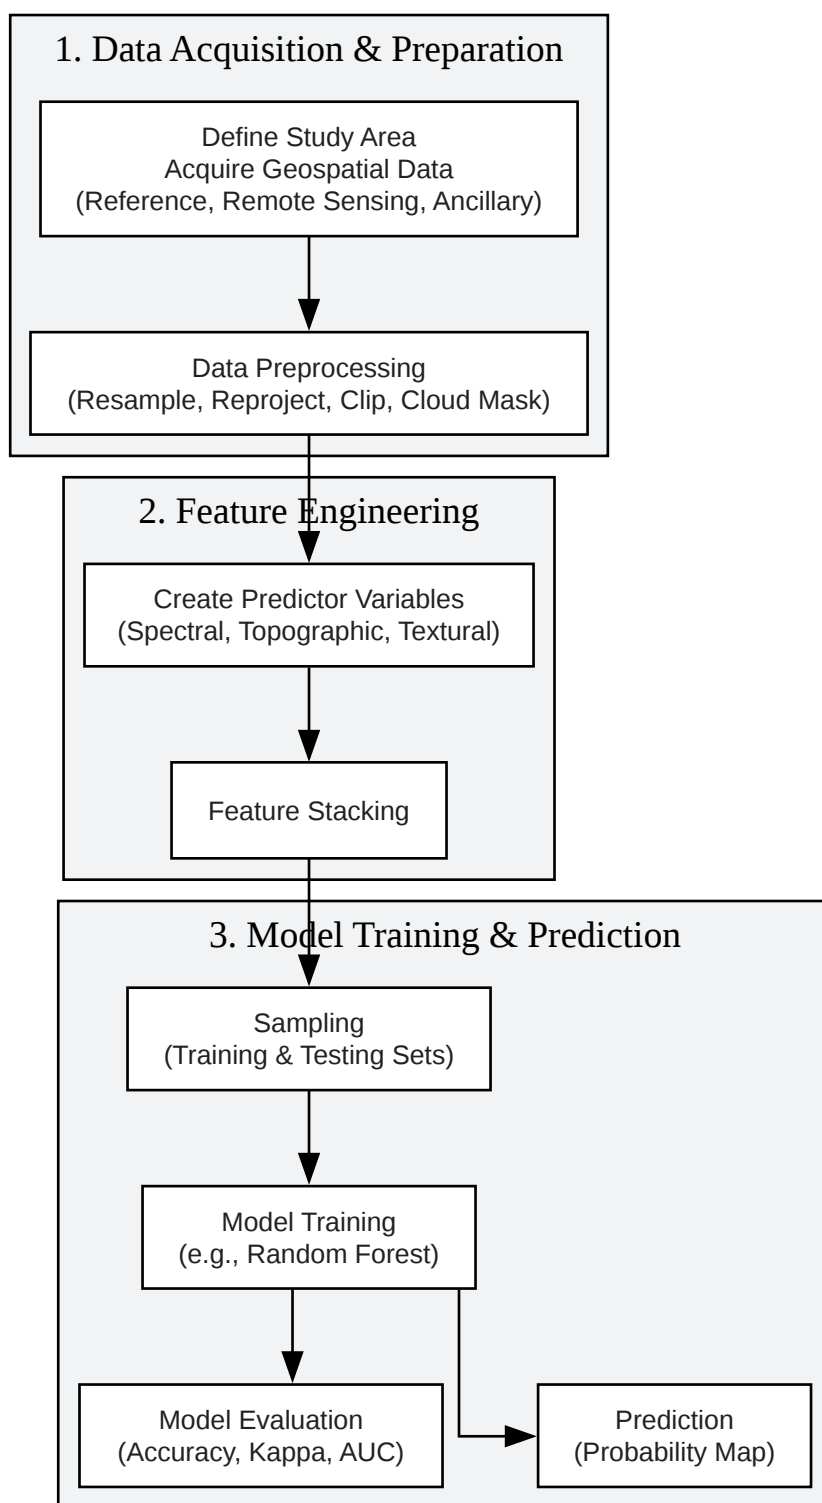 1. Data Acquisition & Preparation
Define Study Area
Acquire Geospatial Data
(Reference, Remote Sensing, Ancillary)
Data Preprocessing
(Resample, Reproject, Clip, Cloud Mask)
2. Feature Engineering
Create Predictor Variables
(Spectral, Topographic, Textural)
Feature Stacking
3. Model Training & Prediction
Sampling
(Training & Testing Sets)
Model Training
(e.g., Random Forest)
Model Evaluation
(Accuracy, Kappa, AUC)
Prediction
(Probability Map)